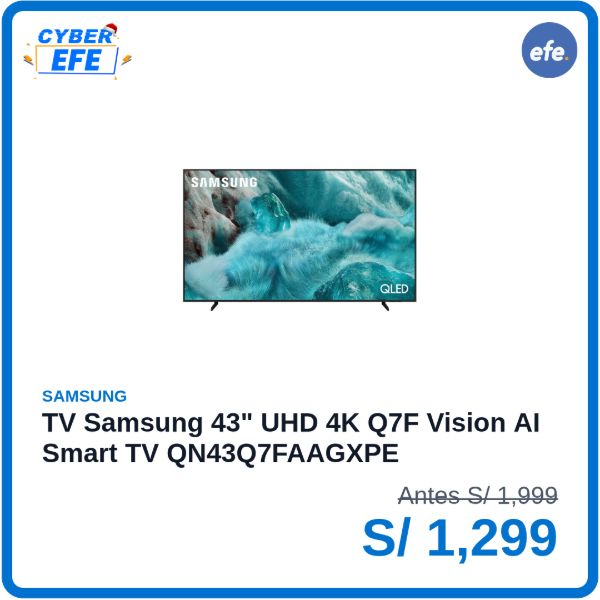 CYBER
EFE
efe.
SAMSUNG
QLED
SAMSUNG
TV Samsung 43" UHD 4K Q7F Vision AI
Smart TV QN43Q7FAAGXPE
Antes S/ 1,999
S/ 1,299